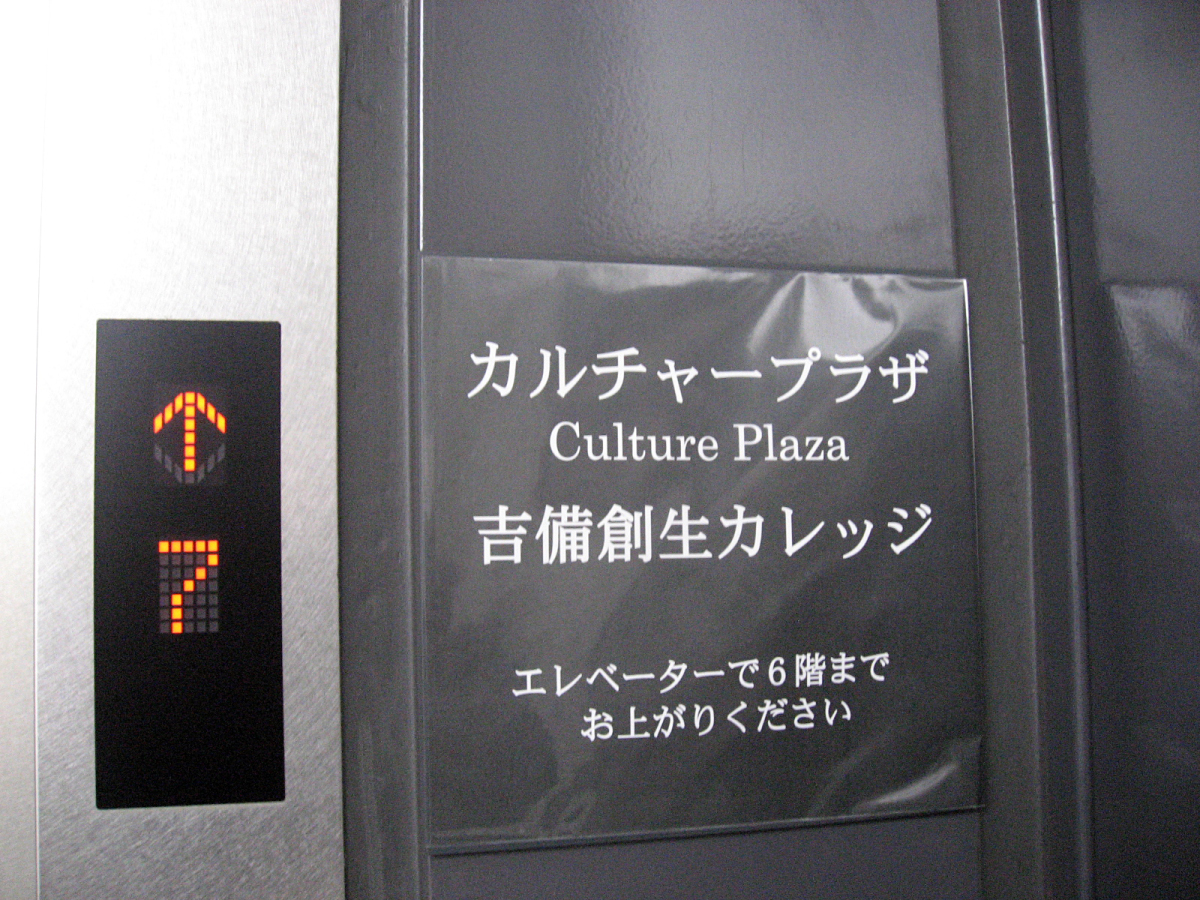 ↑
7
カルチャープラザ
Culture Plaza
吉備創生カレッジ
エレベーターで6階まで
お上がりください